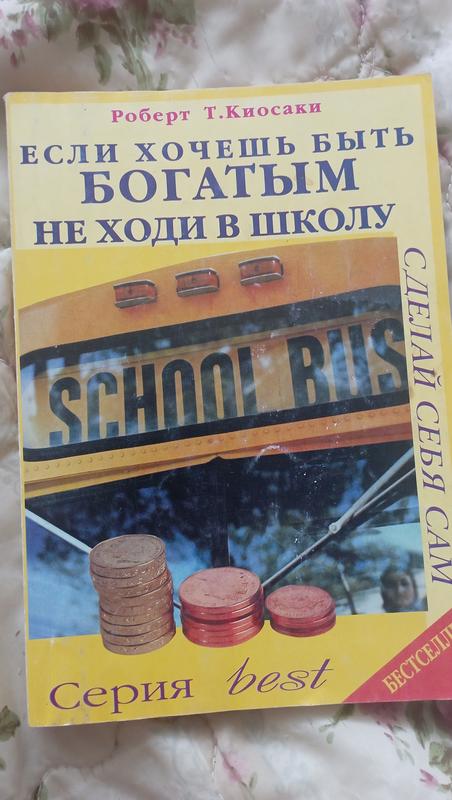 Роберт Т.Киосаки
ЕСЛИ ХОЧЕШЬ БЫТЬ
БОГАТЫМ
НЕ ХОДИ В ШКОЛУ
СДЕЛАЙ СЕБЯ САМ
SCHOOL BUS
Серия best